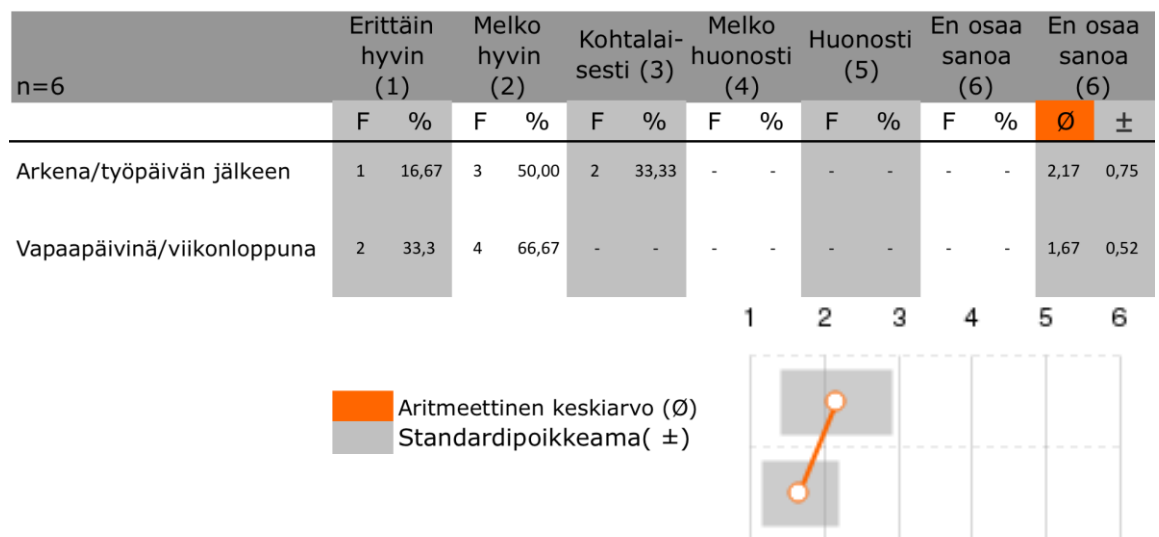 n=6 Erittäin hyvin (1) Melko hyvin (2) Kohtalai-sesti (3) Melko huonosti (4) Huonosti (5) En osaa sanoa (6) En osaa sanoa (6)
F % F % F % F % F % F % Ø ±
Arkena/työpäivän jälkeen 1 16,67 3 50,00 2 33,33 - - - - - - 2,17 0,75
Vapaapäivinä/viikonloppuna 2 33,3 4 66,67 - - - - - - - - 1,67 0,52
1 2 3 4 5 6
Aritmeettinen keskiarvo (Ø)
Standardipoikkeama( ±)